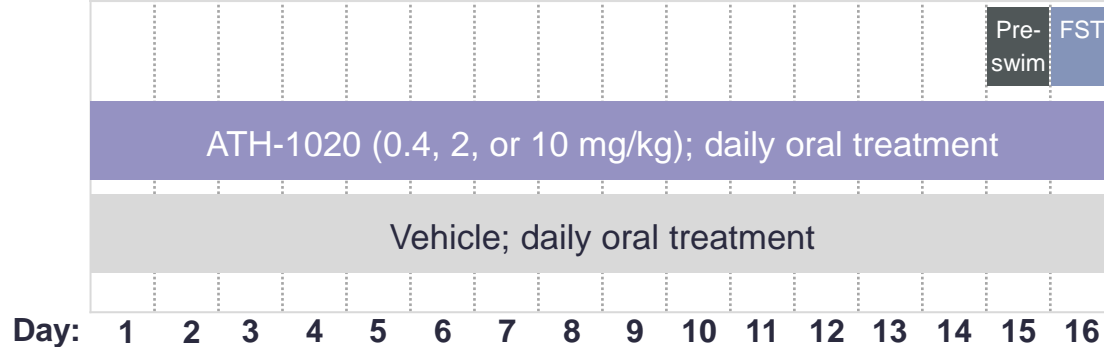 Pre- FST
swim
ATH-1020 (0.4, 2, or 10 mg/kg); daily oral treatment
Vehicle; daily oral treatment
Day: 1 2 3 4 5 6 7 8 9 10 11 12 13 14 15 16